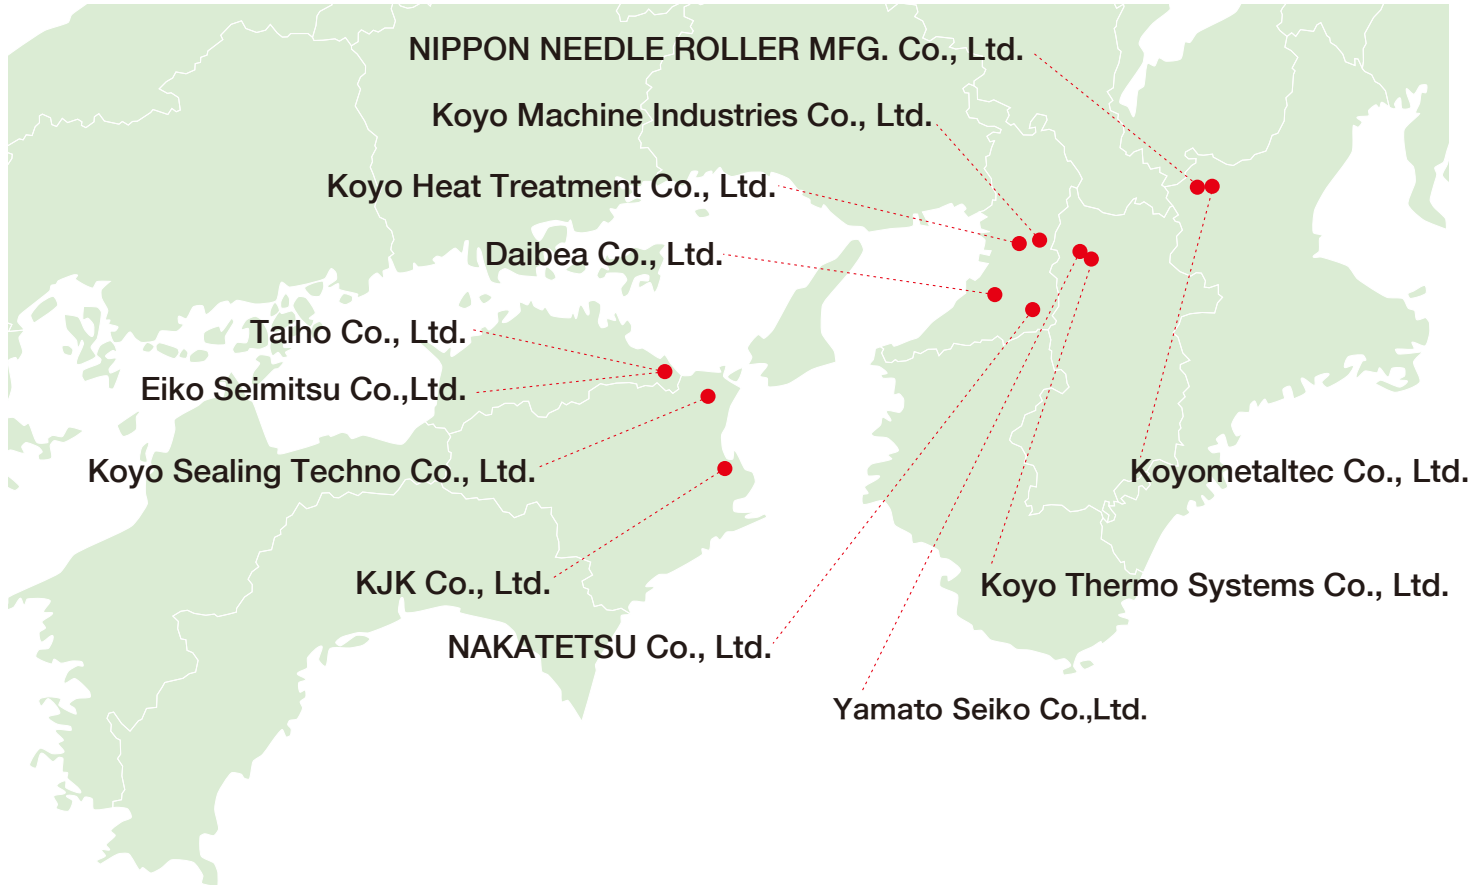 NIPPON NEEDLE ROLLER MFG. Co., Ltd.
Koyo Machine Industries Co., Ltd.
Koyo Heat Treatment Co., Ltd.
Daibea Co., Ltd.
Taiho Co., Ltd.
Eiko Seimitsu Co.,Ltd.
Koyo Sealing Techno Co., Ltd.
Koyometaltec Co., Ltd.
KJK Co., Ltd.
Koyo Thermo Systems Co., Ltd.
NAKATETSU Co., Ltd.
Yamato Seiko Co.,Ltd.